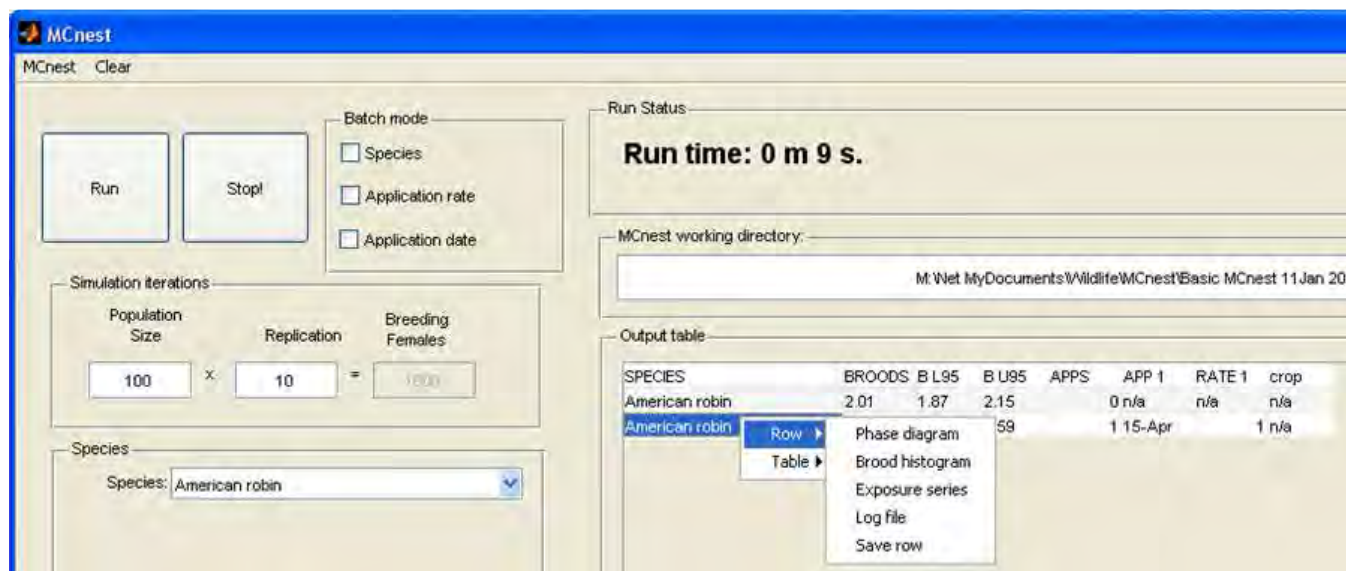 MCnest
MCnest Clear
Run
Stop!
Batch mode
Species
Application rate
Application date
Simulation iterations
Population
Size
Replication
Breeding
Females
100 x 10 = 1000
Species
Species: American robin
Run Status
Run time: 0 m 9 s.
MCnest working directory:
M:\Net MyDocuments\Wildlife\MCnest\Basic MCnest 11Jan 20
Output table
SPECIES BROODS B L95 B U95 APPS APP 1 RATE 1 crop
American robin 2.01 1.87 2.15 0 n/a n/a n/a
American robin 59 1 15-Apr 1 n/a
Row
Table
Phase diagram
Brood histogram
Exposure series
Log file
Save row